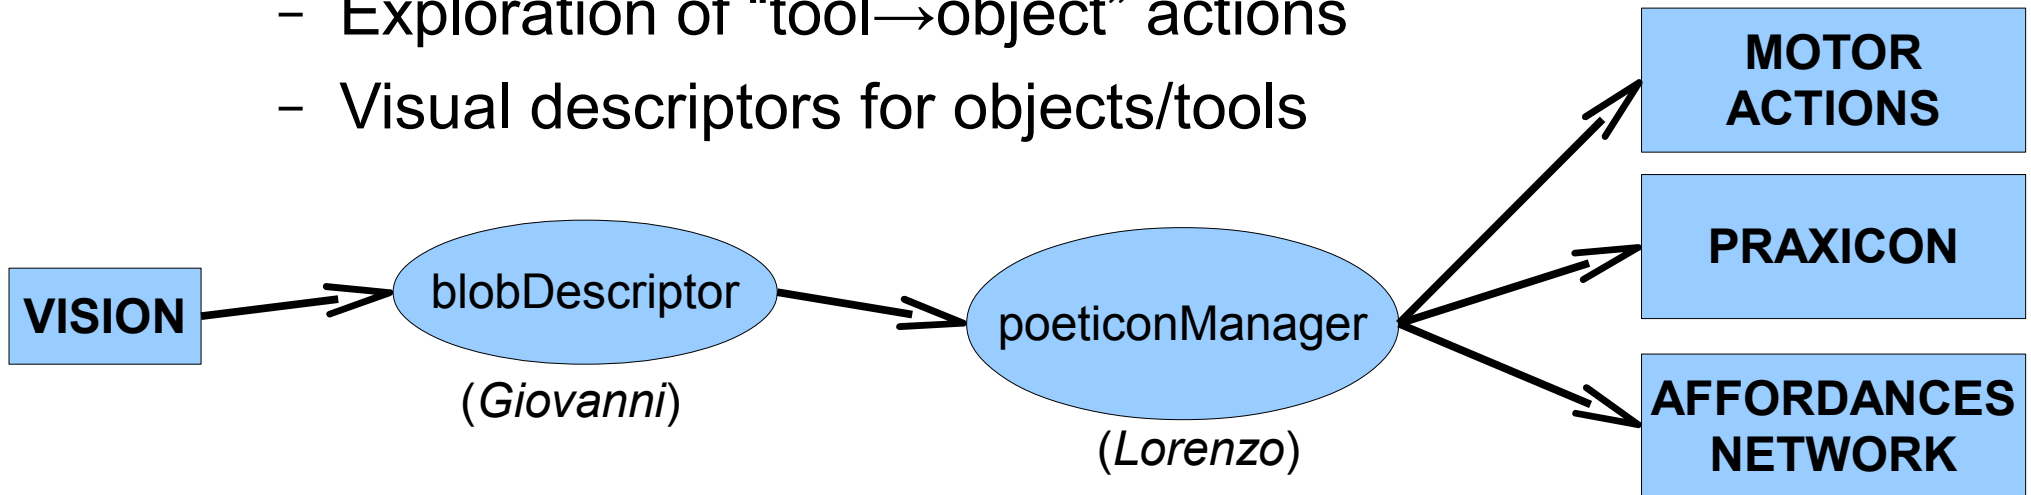 – Exploration of “tool→object” actions
– Visual descriptors for objects/tools
MOTOR
ACTIONS
PRAXICON
VISION
blobDescriptor
poeticonManager
(Giovanni)
(Lorenzo)
AFFORDANCES
NETWORK